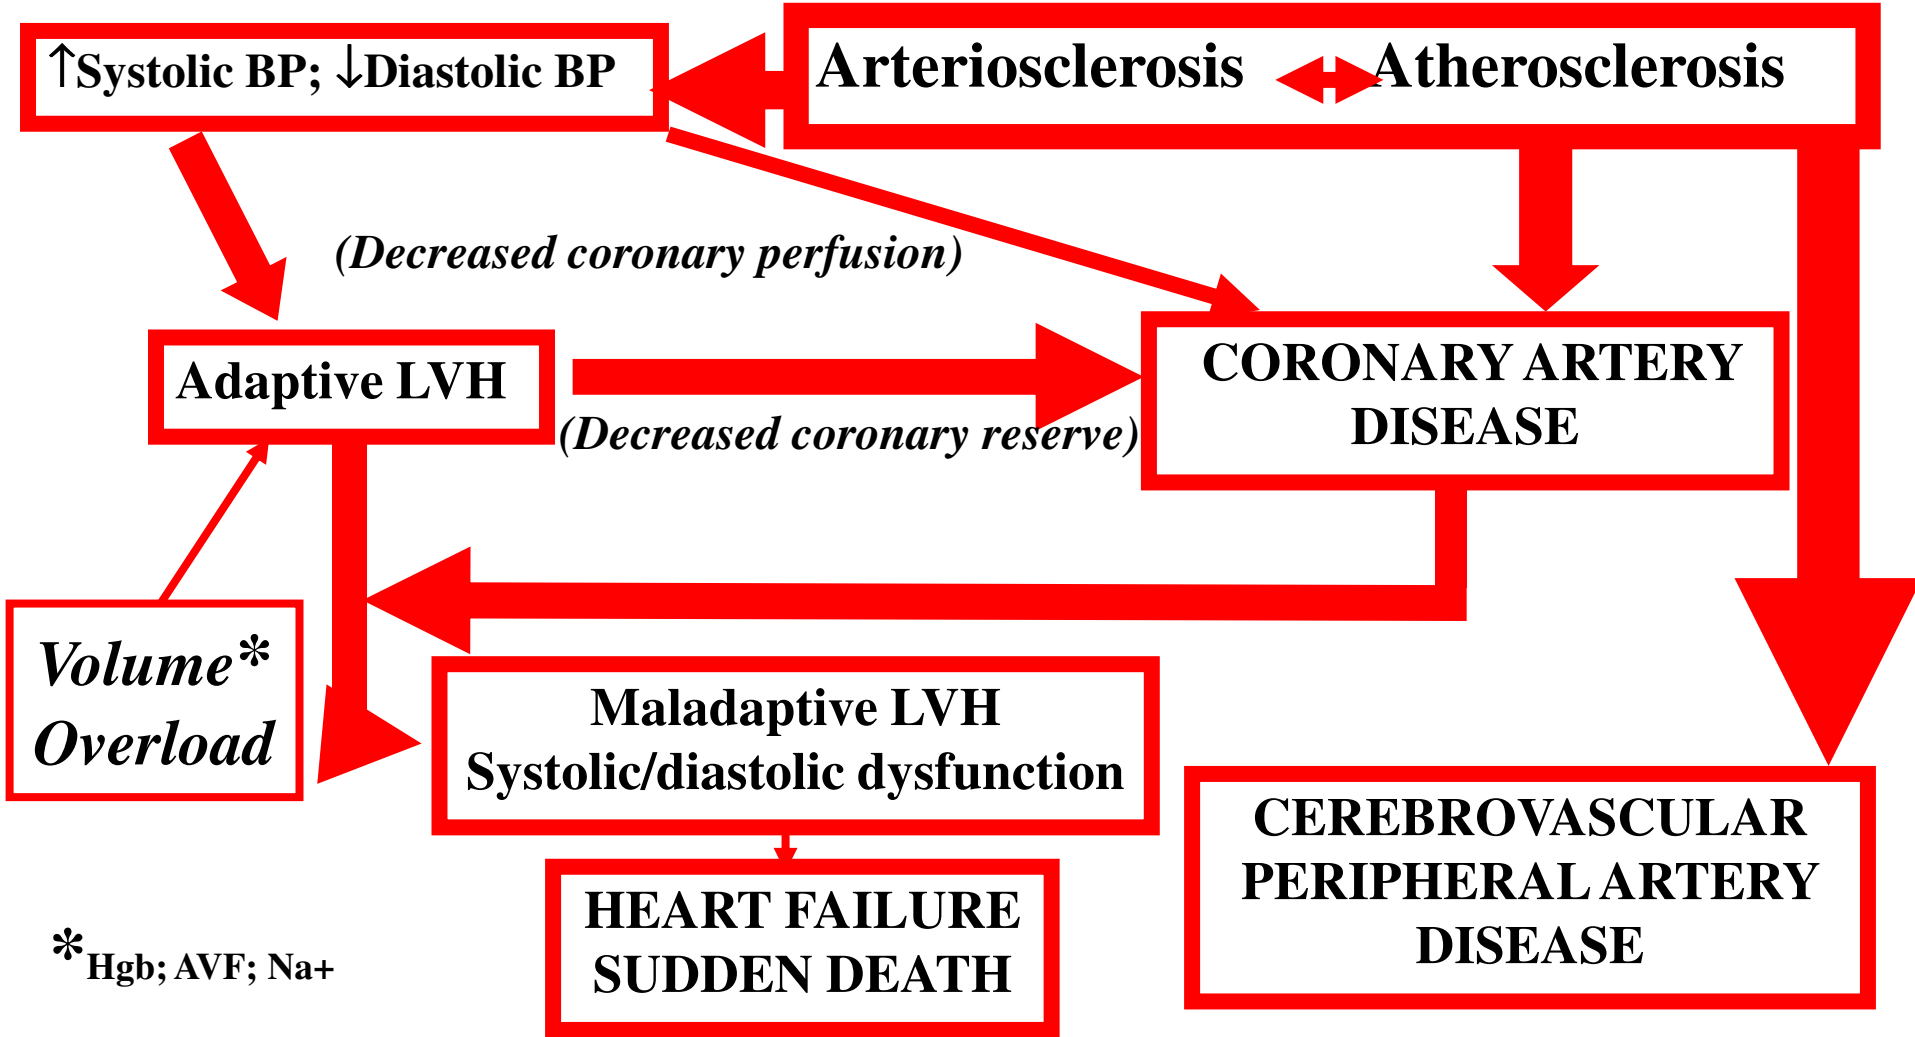 ↑Systolic BP; ↓Diastolic BP
Arteriosclerosis Atherosclerosis
(Decreased coronary perfusion)
Adaptive LVH
(Decreased coronary reserve)
CORONARY ARTERY
DISEASE
Volume*
Overload
Maladaptive LVH
Systolic/diastolic dysfunction
HEART FAILURE
SUDDEN DEATH
CEREBROVASCULAR
PERIPHERAL ARTERY
DISEASE
*Hgb; AVF; Na+